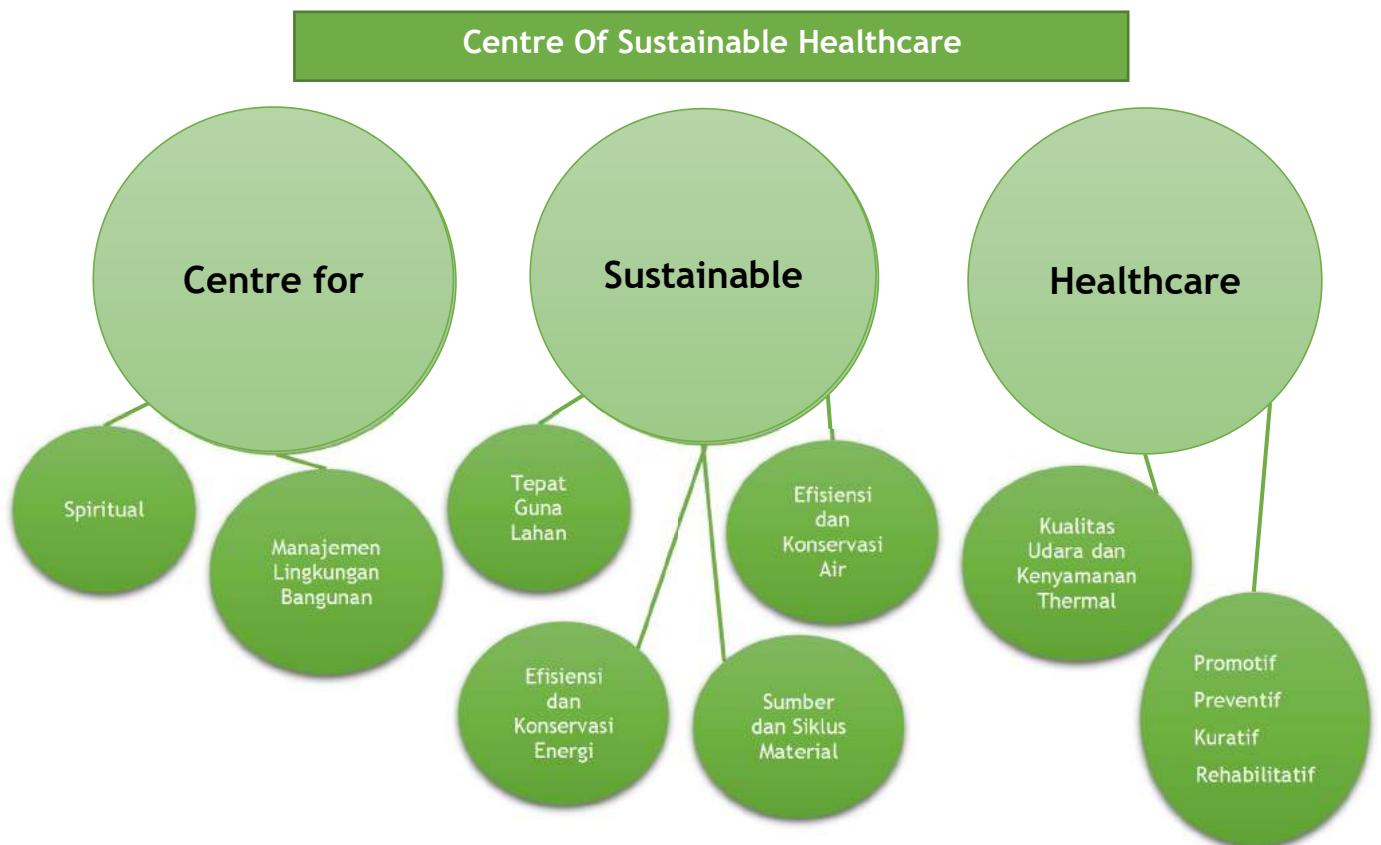 Centre Of Sustainable Healthcare
Centre for
Sustainable
Healthcare
Spiritual
Manajemen
Lingkungan
Bangunan
Tepat
Guna
Lahan
Efisiensi
dan
Konservasi
Energi
Sumber
dan Siklus
Material
Efisiensi
dan
Konservasi
Air
Kualitas
Udara dan
Kenyamanan
Thermal
Promotif
Preventif
Kuratif
Rehabilitatif